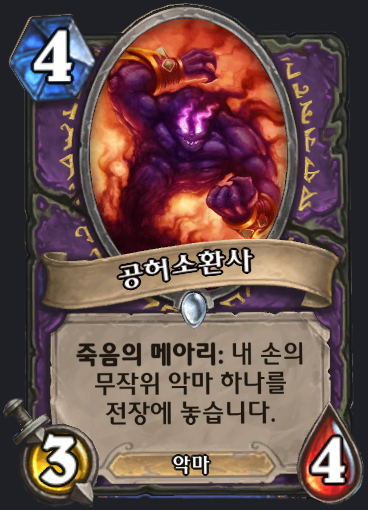 4
공허소환사
죽음의 메아리: 내 손의
무작위 악마 하나를
전장에 놓습니다.
3
악마
4